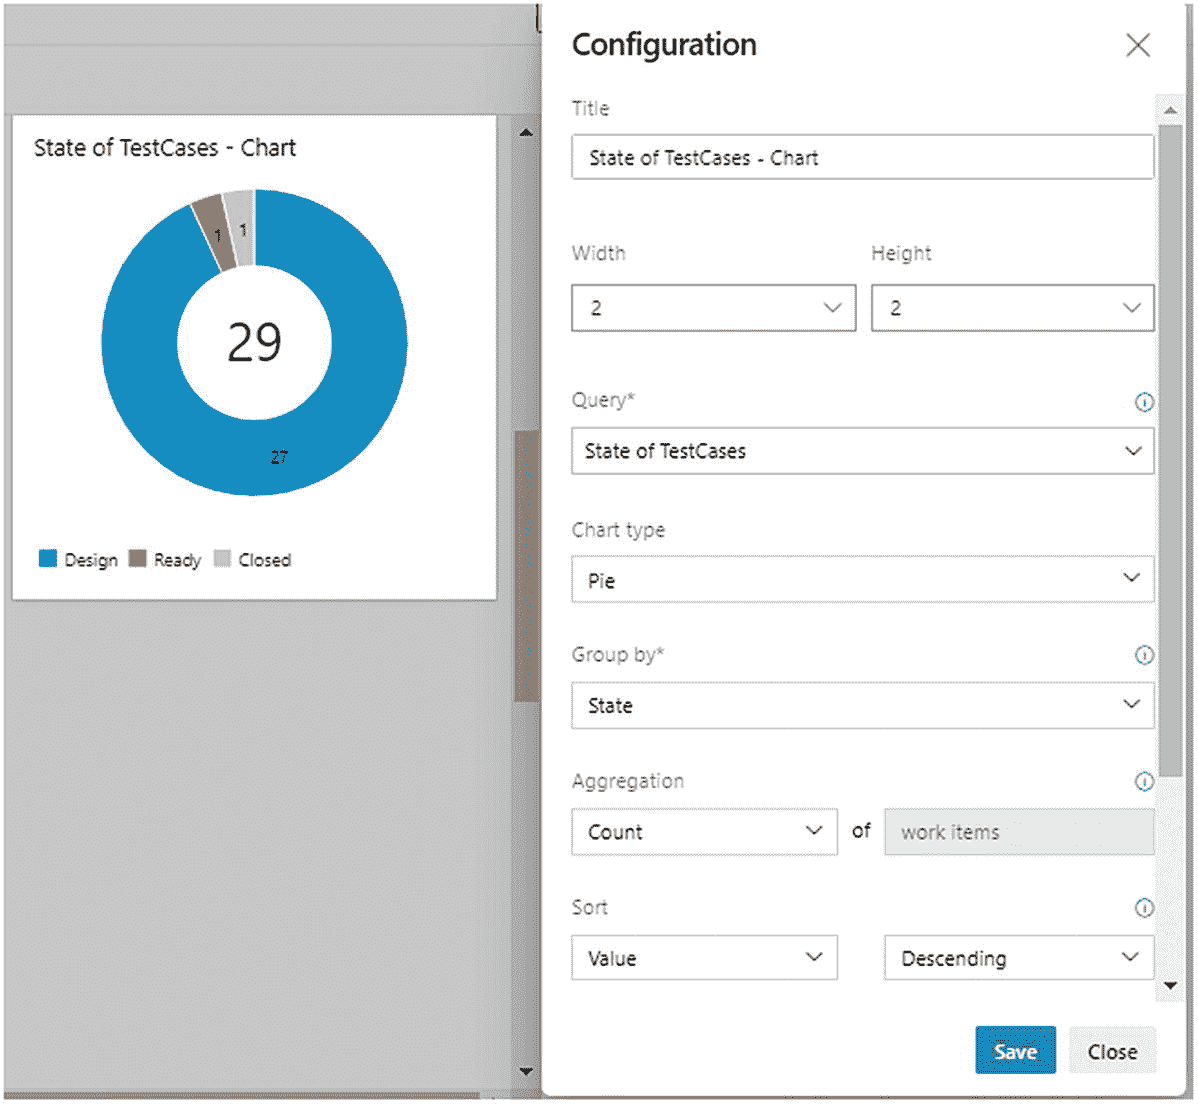 State of TestCases - Chart
1
1
29
27
Design Ready Closed
Configuration
Title
State of TestCases - Chart
Width Height
2 2
Query*
State of TestCases
Chart type
Pie
Group by*
State
Aggregation
Count of work items
Sort
Value Descending
Save Close